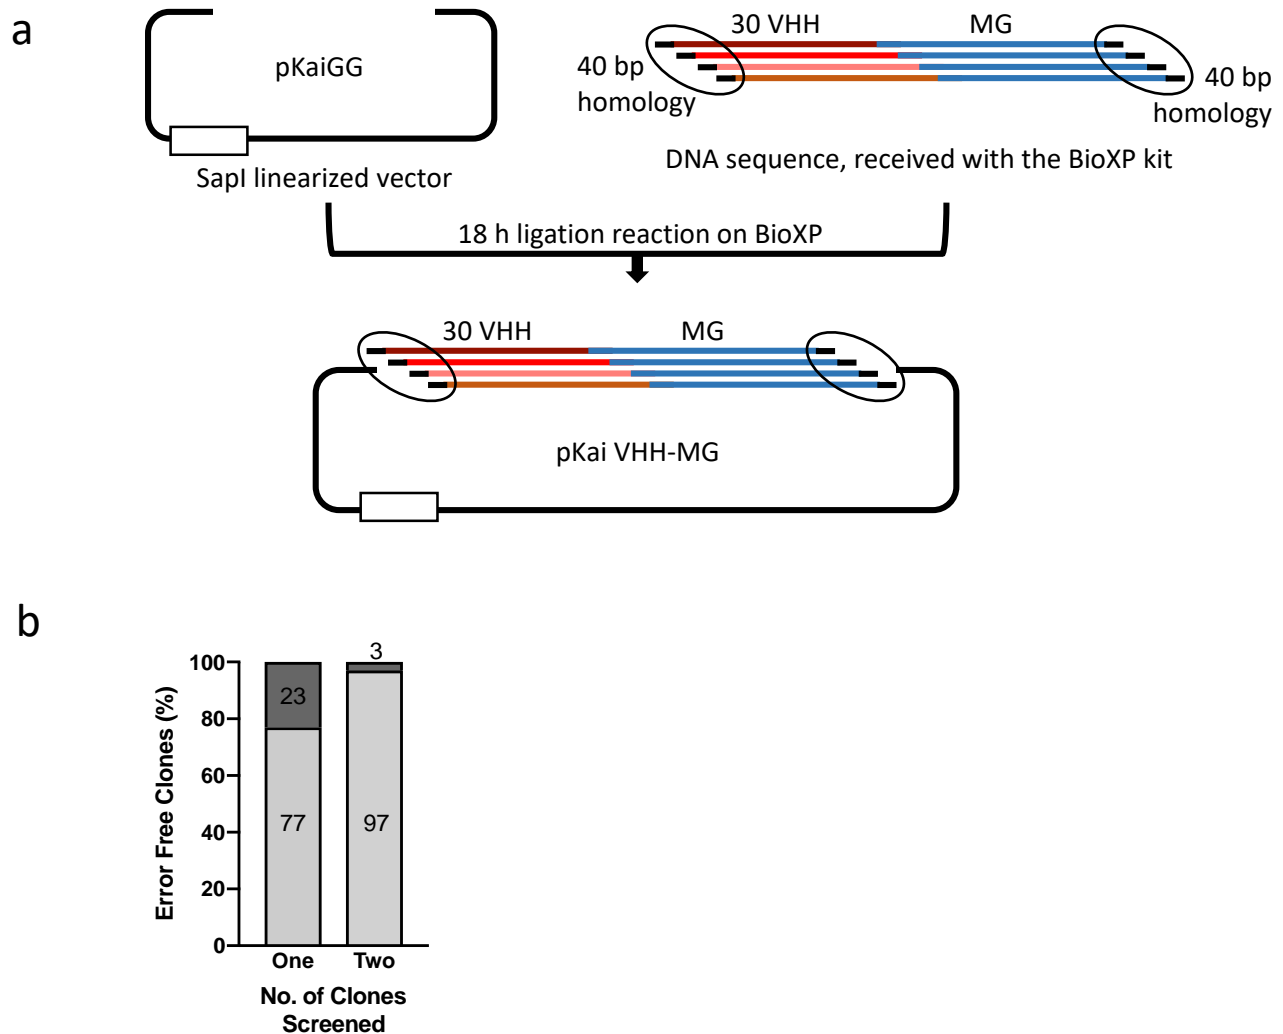 a
pKaiGG
SapI linearized vector
30 VHH
MG
40 bp
homology
40 bp
homology
DNA sequence, received with the BioXP kit
18 h ligation reaction on BioXP
30 VHH
MG
pKai VHH-MG
b
Error Free Clones (%)
100
80
60
40
20
0
23
77
3
97
One
Two
No. of Clones
Screened